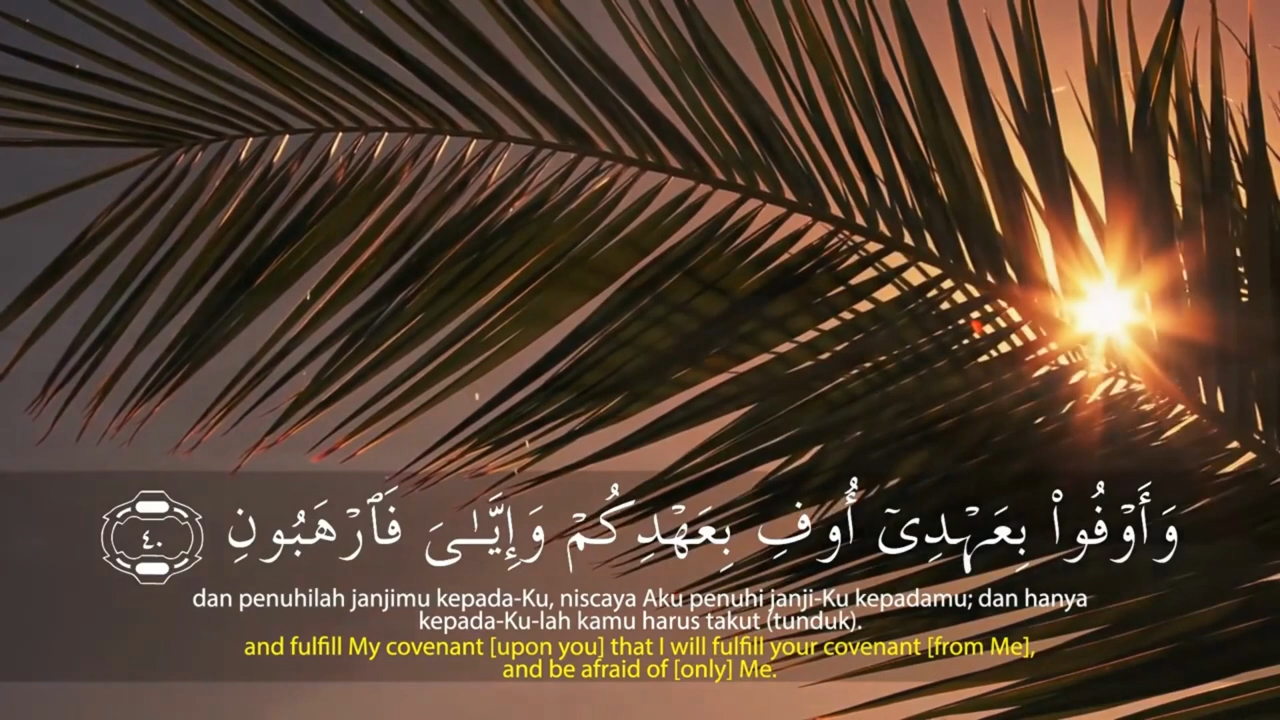 وَأَوْفُوا۟ بِعَهْدِىٓ أُوفِ بِعَهْدِكُمْ وَإِيَّـٰىَ فَٱرْهَبُونِ ٤٠
dan penuhilah janjimu kepada-Ku, niscaya Aku penuhi janji-Ku kepadamu; dan hanya
kepada-Ku-lah kamu harus takut (tunduk).
and fulfill My covenant [upon you] that I will fulfill your covenant [from Me],
and be afraid of [only] Me.